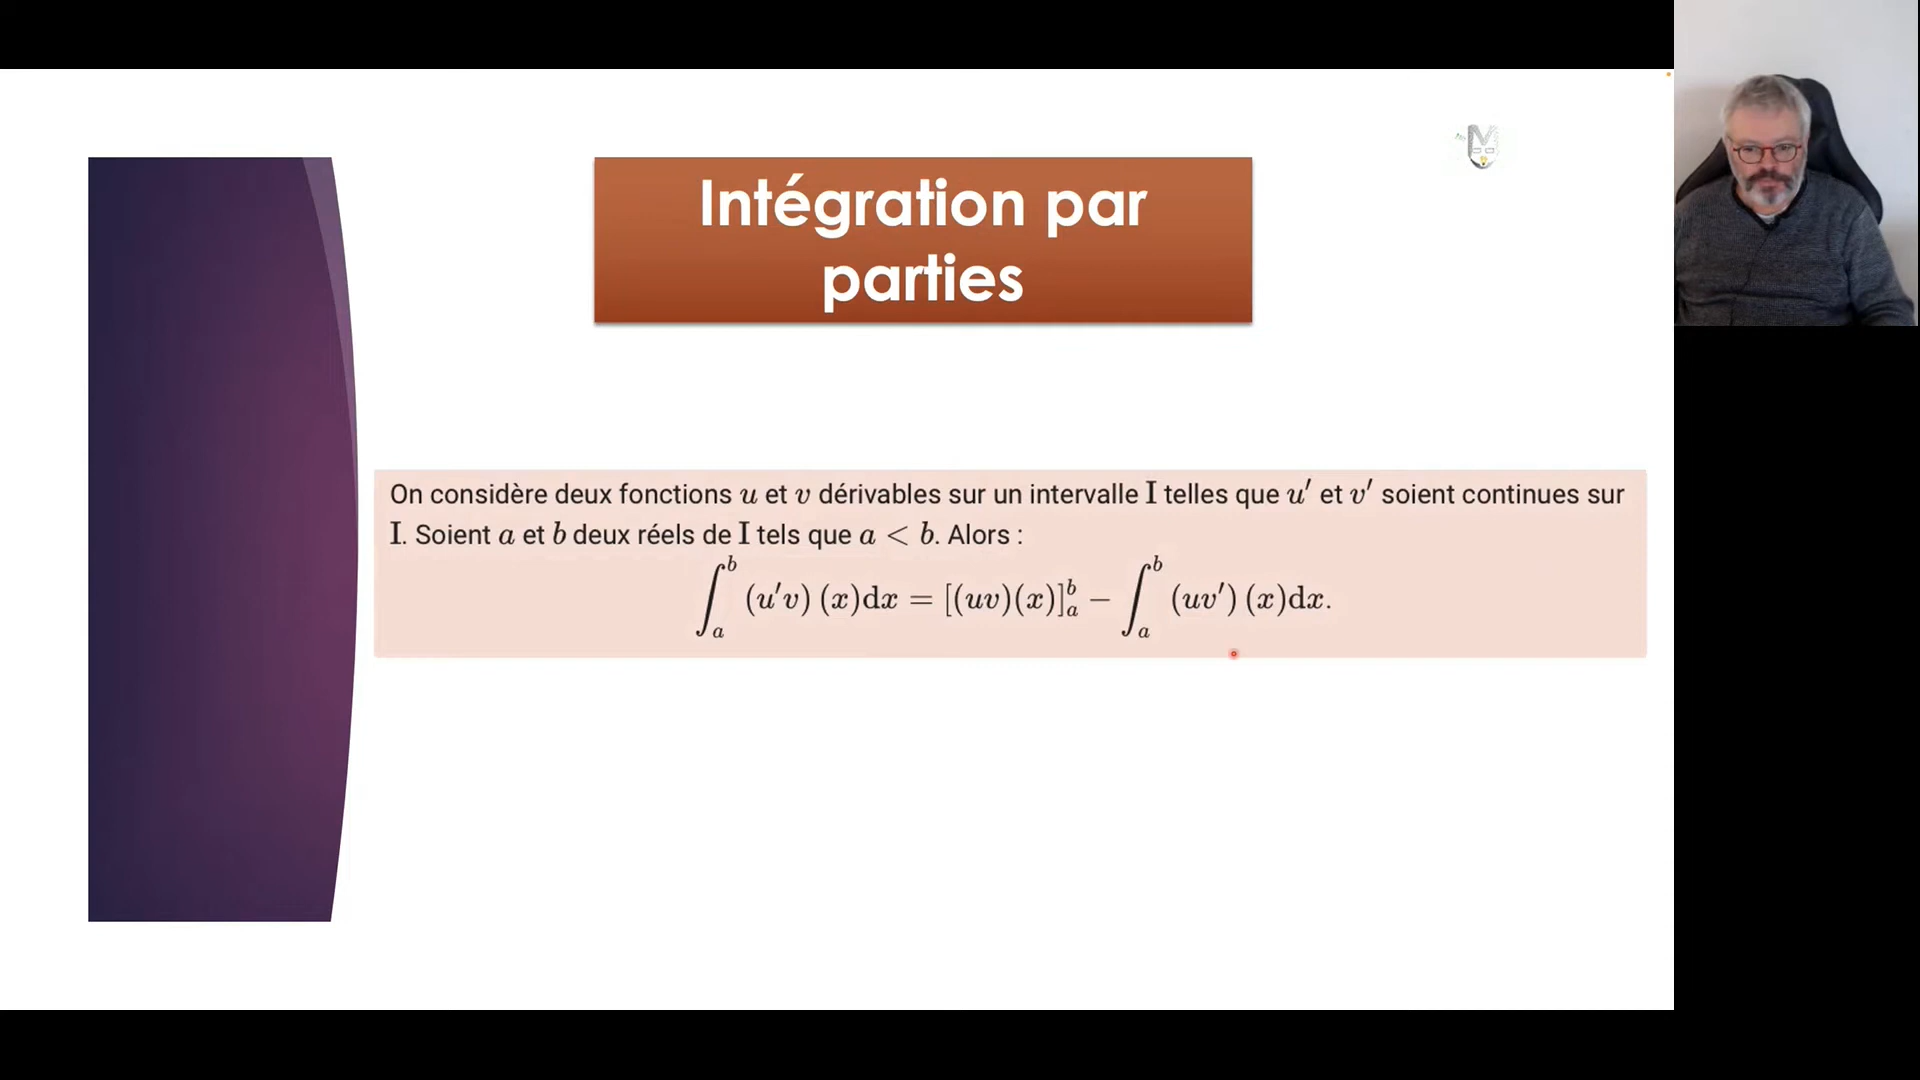 Intégration par
parties
On considère deux fonctions u et v dérivables sur un intervalle I telles que u′ et v′ soient continues sur
I. Soient a et b deux réels de I tels que a < b. Alors :
∫_a^b (u′v) (x)dx = [(uv)(x)]_a^b − ∫_a^b (uv′) (x)dx.